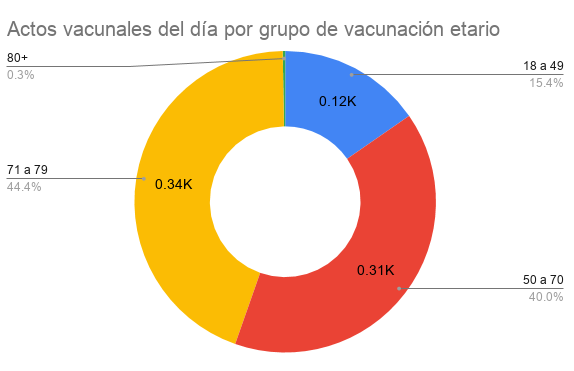 Actos vacunales del día por grupo de vacunación etario
80+
0.3%
18 a 49
15.4%
0.12K
71 a 79
44.4%
0.34K
0.31K
50 a 70
40.0%